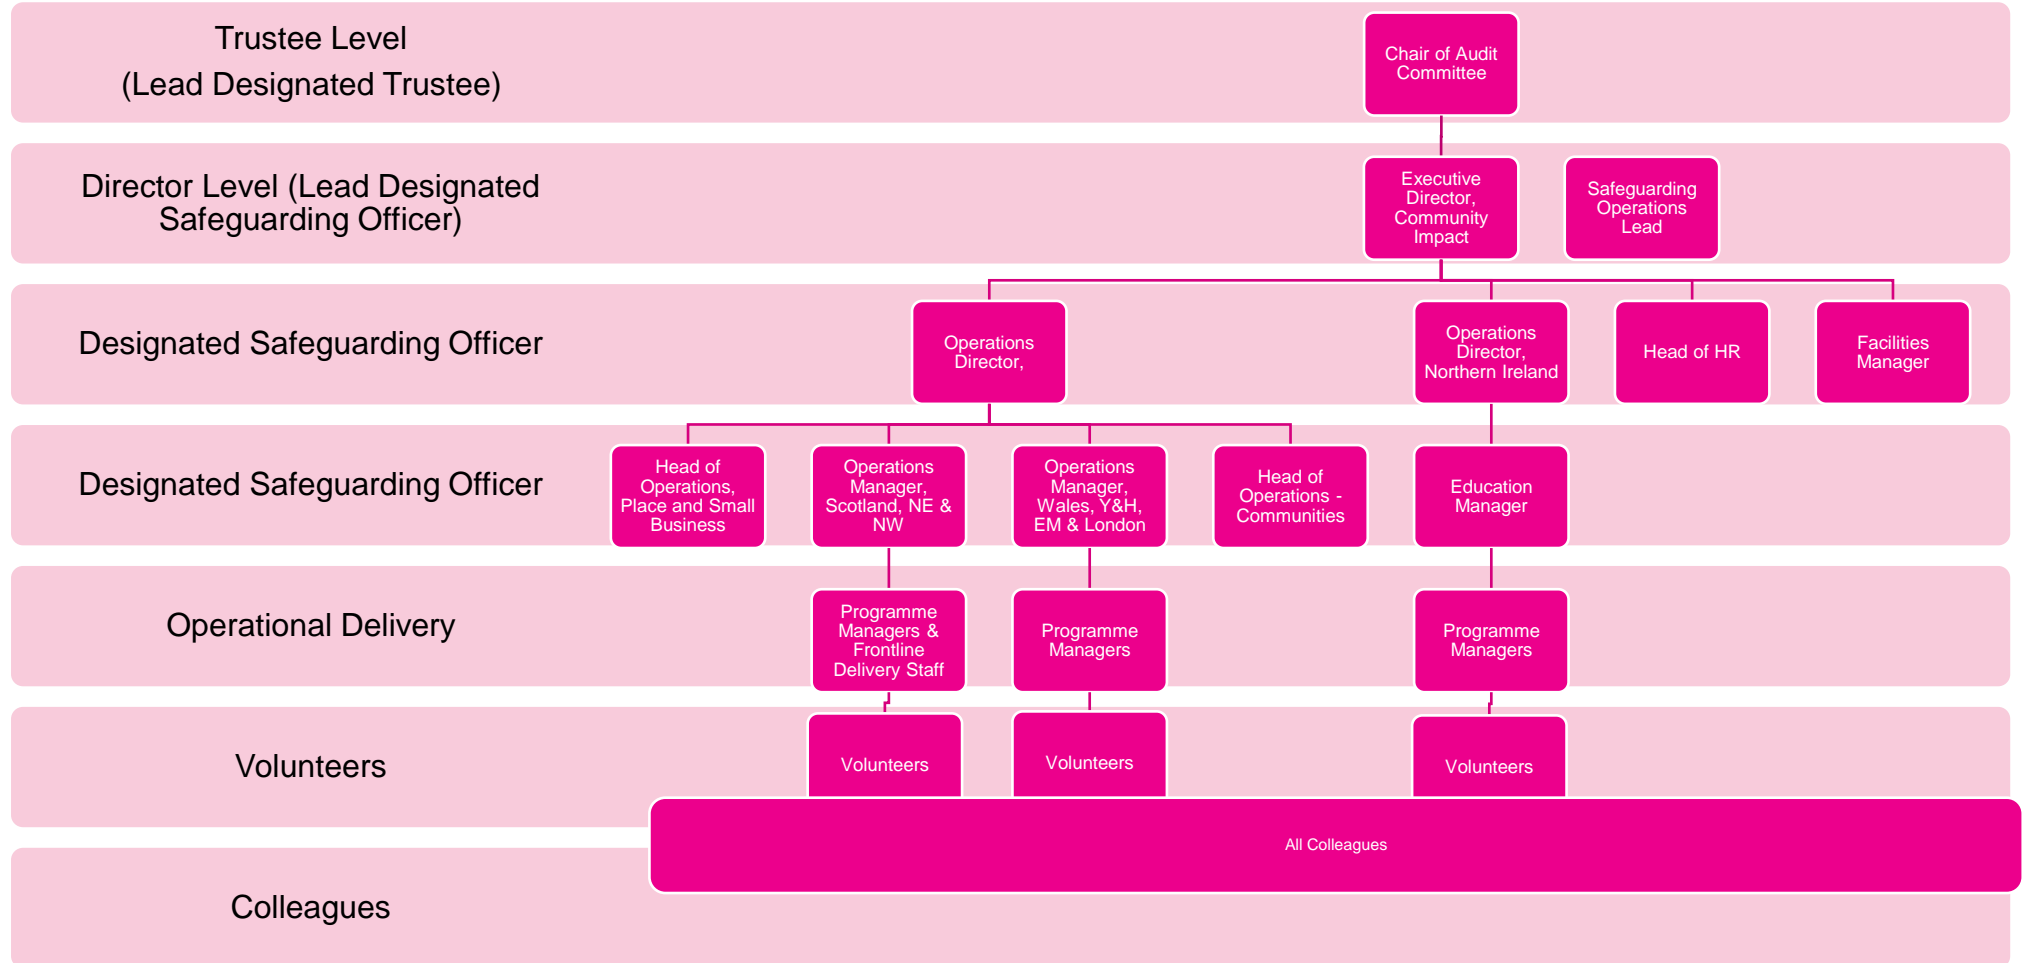 Trustee Level
(Lead Designated Trustee)
Chair of Audit
Committee
Director Level (Lead Designated
Safeguarding Officer)
Executive
Director,
Community
Impact
Safeguarding
Operations
Lead
Designated Safeguarding Officer
Operations
Director,
Operations
Director,
Northern Ireland
Head of HR
Facilities
Manager
Designated Safeguarding Officer
Head of
Operations,
Place and Small
Business
Operations
Manager,
Scotland, NE &
NW
Operations
Manager,
Wales, Y&H,
EM & London
Head of
Operations -
Communities
Education
Manager
Operational Delivery
Programme
Managers &
Frontline
Delivery Staff
Programme
Managers
Programme
Managers
Volunteers
Volunteers
Volunteers
Volunteers
All Colleagues
Colleagues